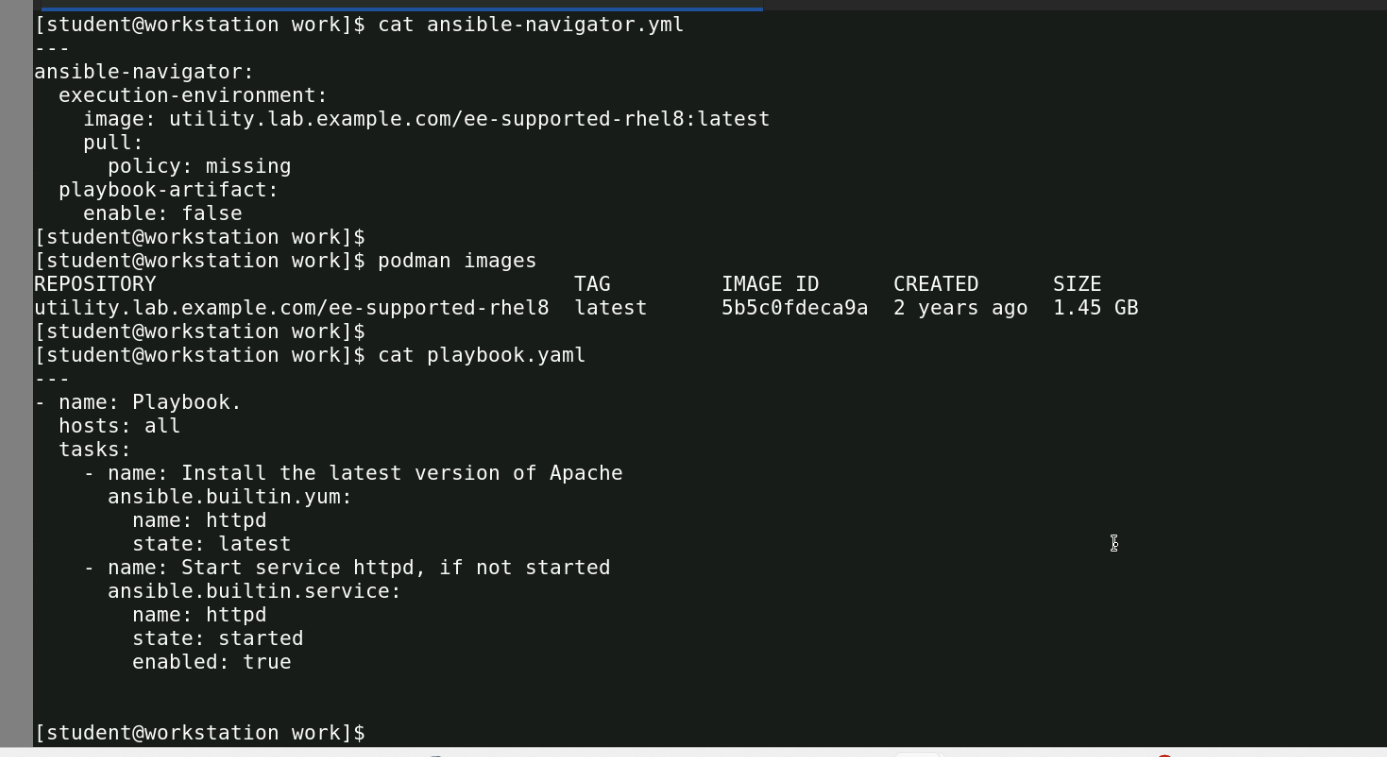 [student@workstation work]$ cat ansible-navigator.yml
---
ansible-navigator:
  execution-environment:
    image: utility.lab.example.com/ee-supported-rhel8:latest
    pull:
      policy: missing
  playbook-artifact:
    enable: false
[student@workstation work]$
[student@workstation work]$ podman images
REPOSITORY                                  TAG         IMAGE ID      CREATED      SIZE
utility.lab.example.com/ee-supported-rhel8  latest      5b5c0fdeca9a  2 years ago  1.45 GB
[student@workstation work]$
[student@workstation work]$ cat playbook.yaml
---
- name: Playbook.
  hosts: all
  tasks:
    - name: Install the latest version of Apache
      ansible.builtin.yum:
        name: httpd
        state: latest
    - name: Start service httpd, if not started
      ansible.builtin.service:
        name: httpd
        state: started
        enabled: true
[student@workstation work]$